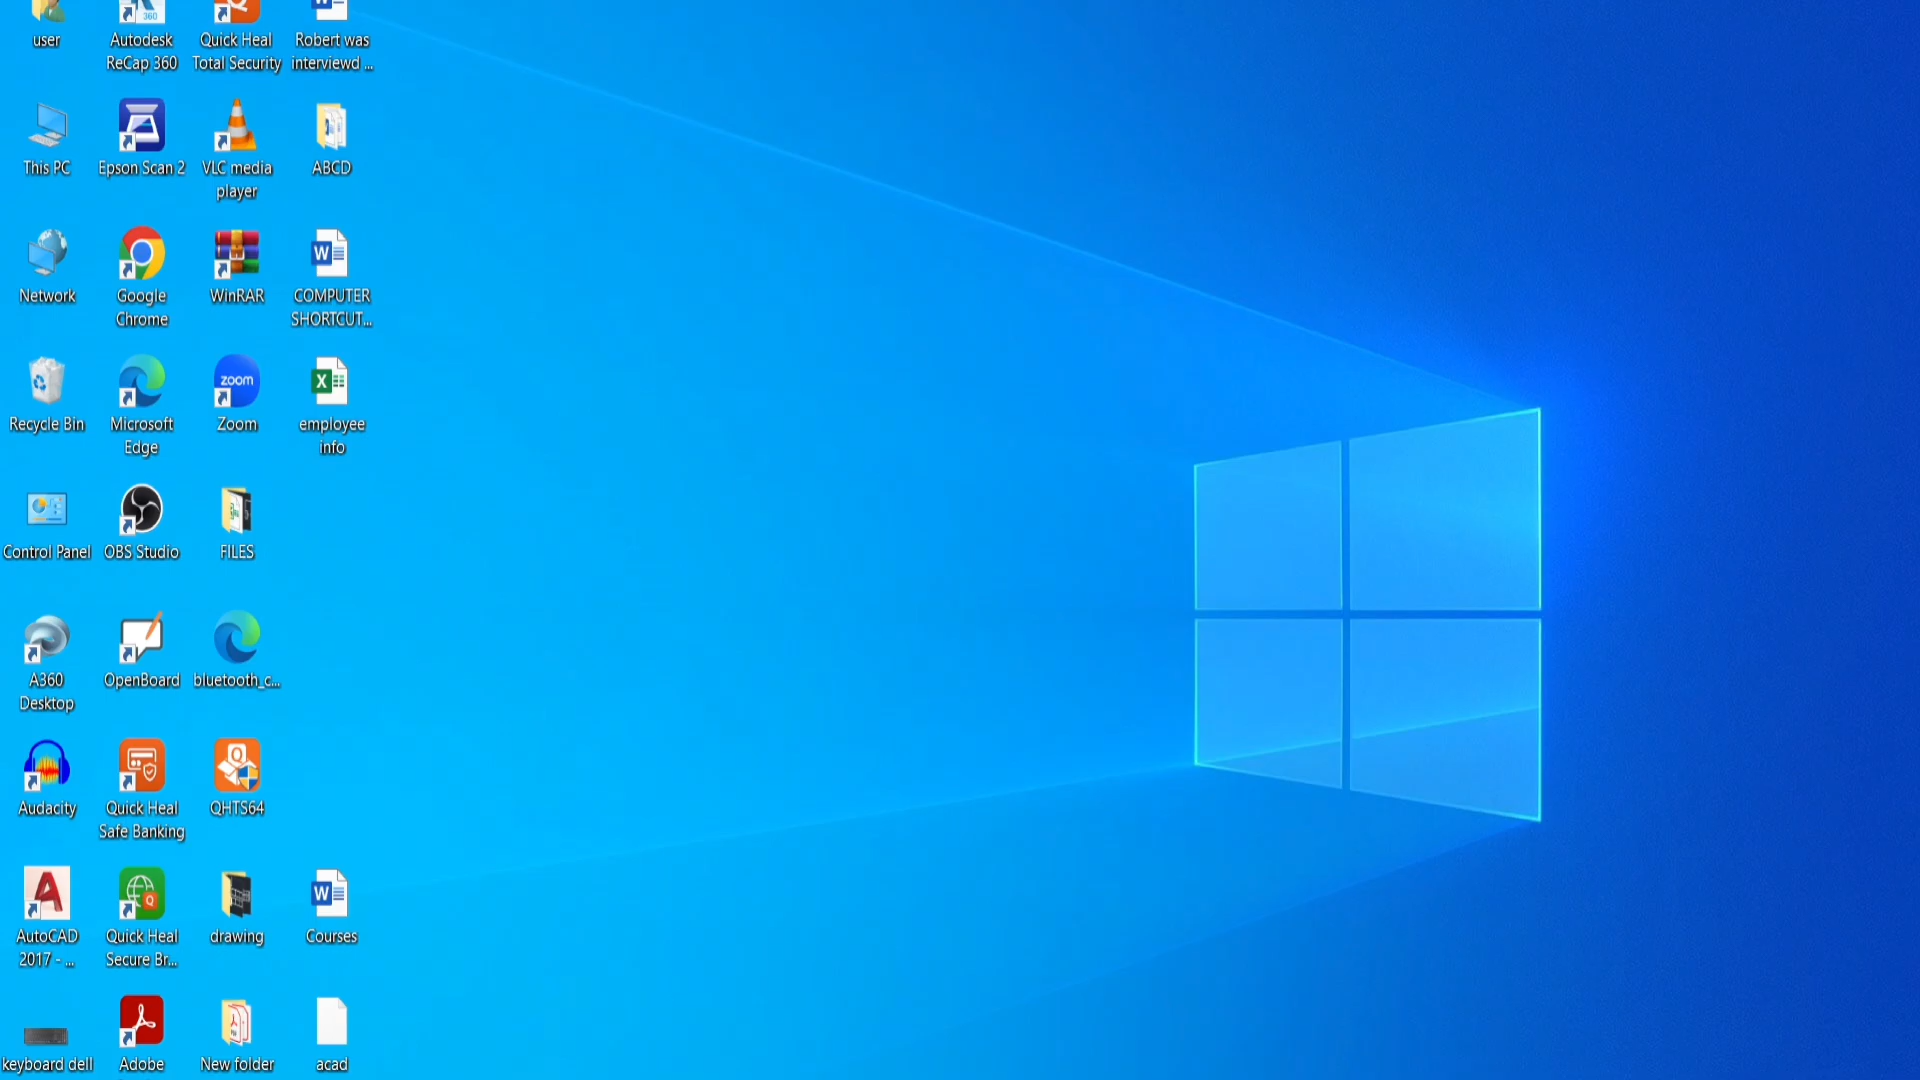 user
Autodesk
ReCap 360
Quick Heal
Total Security
Robert was
interviewd ...
This PC
Epson Scan 2
VLC media
player
ABCD
Network
Google
Chrome
WinRAR
COMPUTER
SHORTCUT...
Recycle Bin
Microsoft
Edge
zoom
Zoom
employee
info
Control Panel
OBS Studio
FILES
A360
Desktop
OpenBoard
bluetooth_c...
Audacity
Quick Heal
Safe Banking
QHTS64
AutoCAD
2017 - ...
Quick Heal
Secure Br...
drawing
Courses
keyboard dell
Adobe
New folder
acad